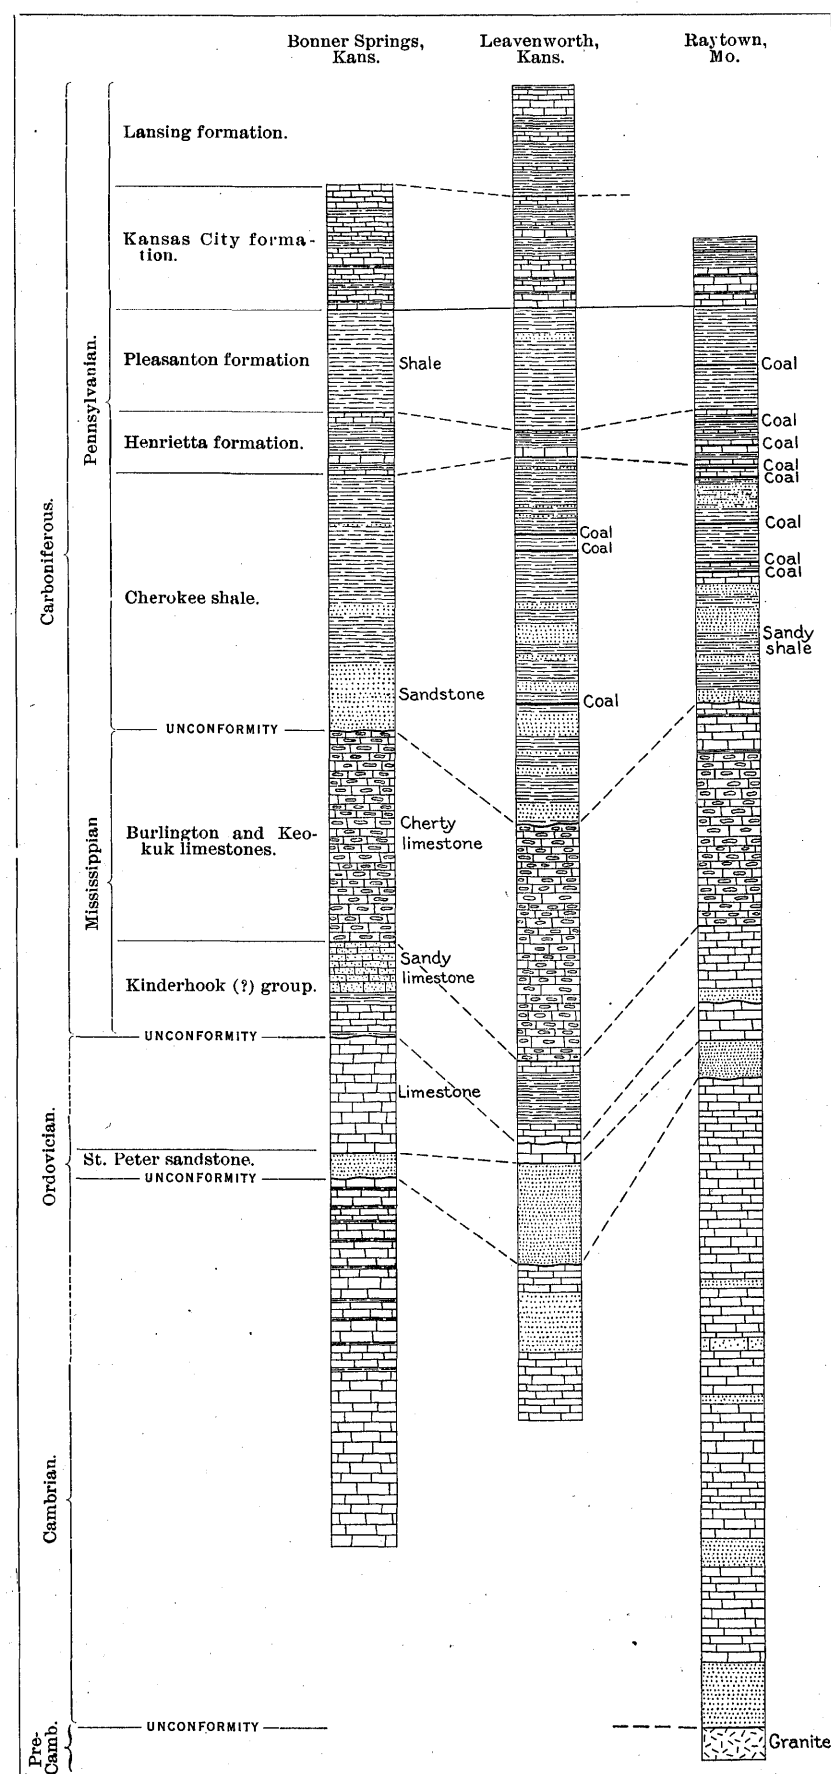 Bonner Springs,
Kans.
Leavenworth,
Kans.
Raytown,
Mo.
Lansing formation.
Kansas City forma-
tion.
Pleasanton formation
Henrietta formation.
Cherokee shale.
UNCONFORMITY
Burlington and Keo-
kuk limestones.
Kinderhook (?) group.
UNCONFORMITY
St. Peter sandstone.
UNCONFORMITY
UNCONFORMITY
Carboniferous.
Pennsylvanian.
Mississippian
Ordovician.
Cambrian.
Pre-
Camb.
Shale
Sandstone
Cherty
limestone
Sandy
limestone
Limestone
Coal
Coal
Coal
Coal
Coal
Coal
Coal
Coal
Coal
Coal
Coal
Sandy
shale
Granite